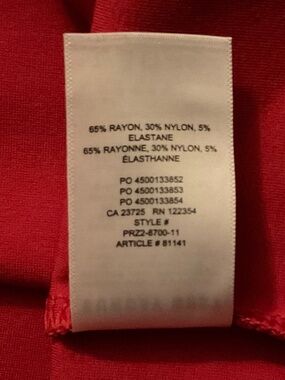 65% RAYON, 30% NYLON, 5%
ELASTANE
65% RAYONNE, 30% NYLON, 5%
ÉLASTHANNE
PO 4500133852
PO 4500133853
PO 4500133854
CA 23725 RN 122354
STYLE #
PRZ2-8700-11
ARTICLE # 81141